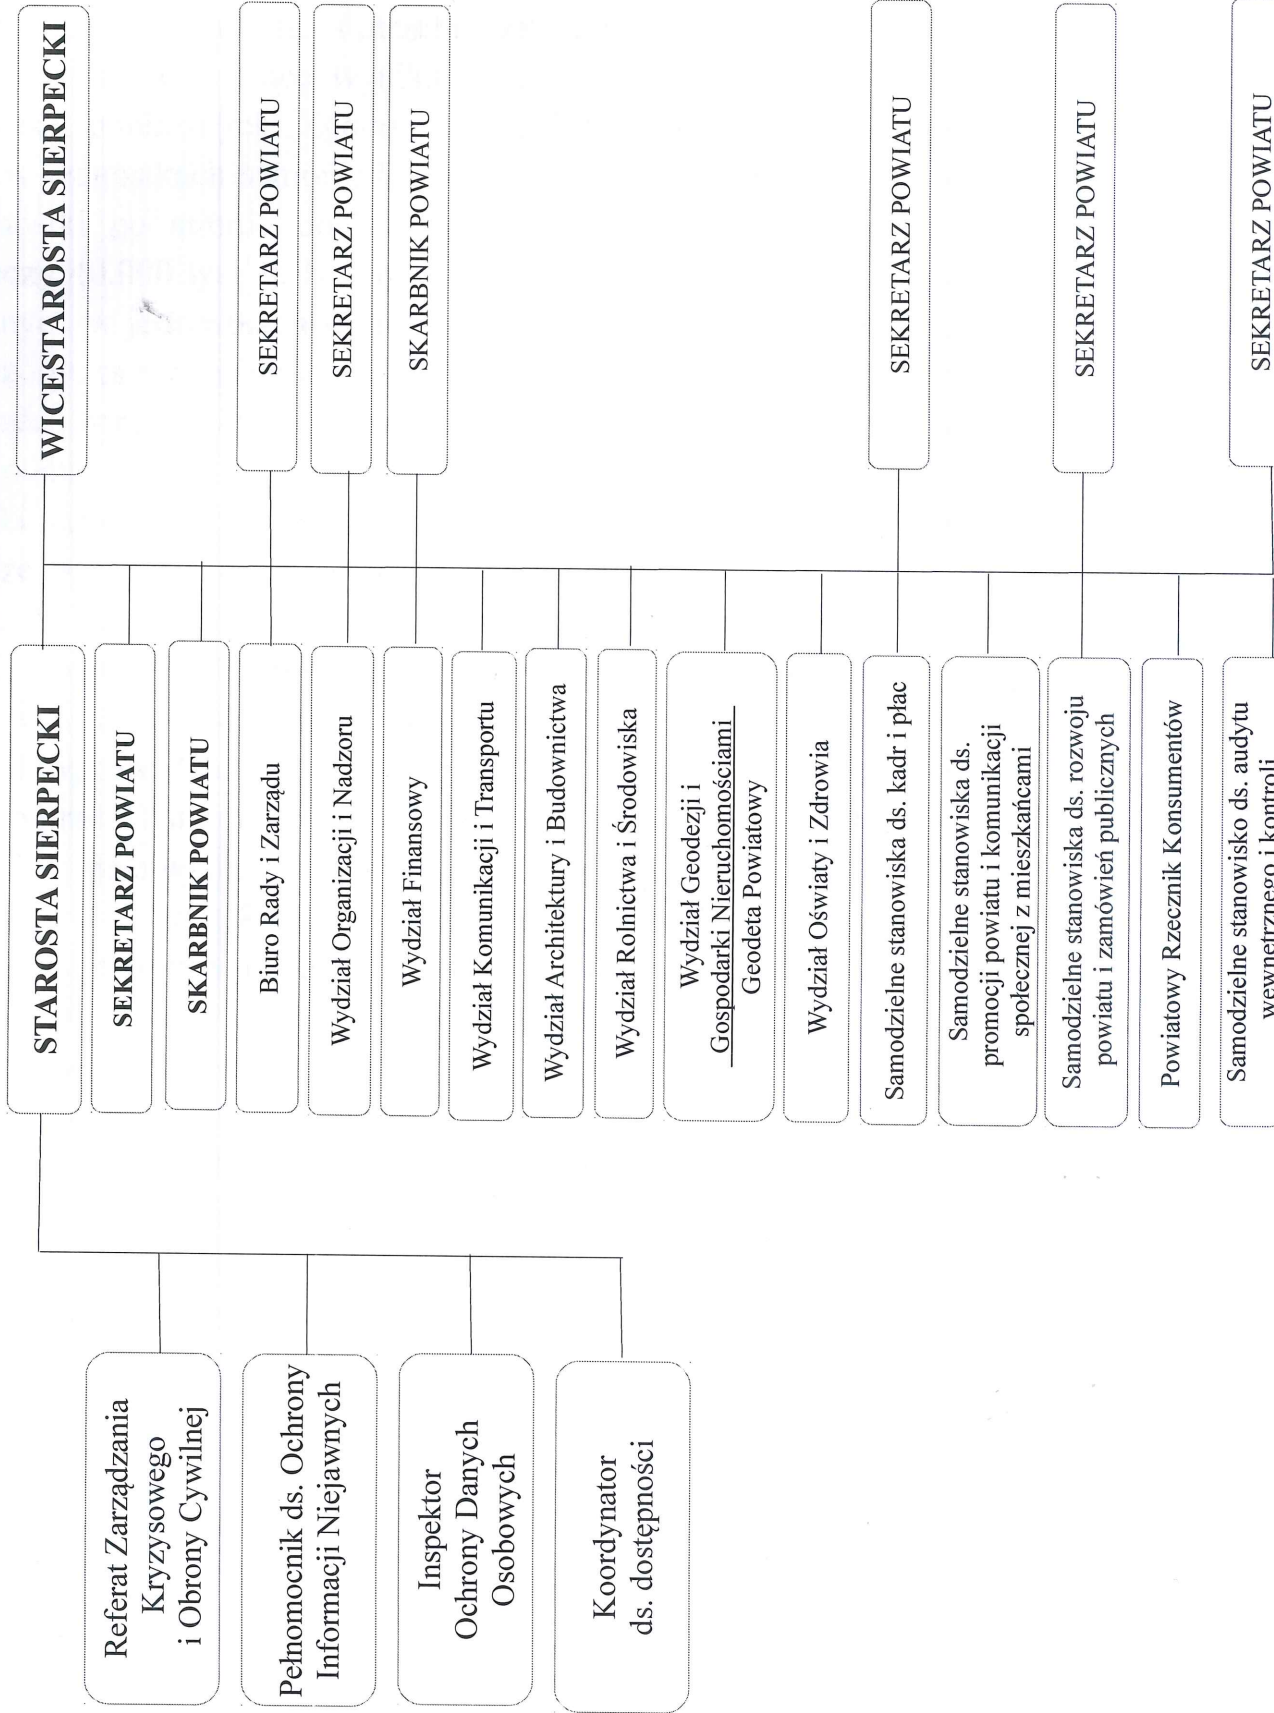 Referat Zarządzania
Kryzysowego
i Obrony Cywilnej
Pełnomocnik ds. Ochrony
Informacji Niejawnych
Inspektor
Ochrony Danych
Osobowych
Koordynator
ds. dostępności
STAROSTA SIERPECKI
SEKRETARZ POWIATU
SKARBNIK POWIATU
Biuro Rady i Zarządu
Wydział Organizacji i Nadzoru
Wydział Finansowy
Wydział Komunikacji i Transportu
Wydział Architektury i Budownictwa
Wydział Rolnictwa i Środowiska
Wydział Geodezji i
Gospodarki Nieruchomościami
Geodeta Powiatowy
Wydział Oświaty i Zdrowia
Samodzielne stanowiska ds. kadr i płac
Samodzielne stanowiska ds.
promocji powiatu i komunikacji
społecznej z mieszkańcami
Samodzielne stanowiska ds. rozwoju
powiatu i zamówień publicznych
Powiatowy Rzecznik Konsumentów
Samodzielne stanowisko ds. audytu
wewnętrznego i kontroli
WICESTAROSTA SIERPECKI
SEKRETARZ POWIATU
SEKRETARZ POWIATU
SKARBNIK POWIATU
SEKRETARZ POWIATU
SEKRETARZ POWIATU
SEKRETARZ POWIATU